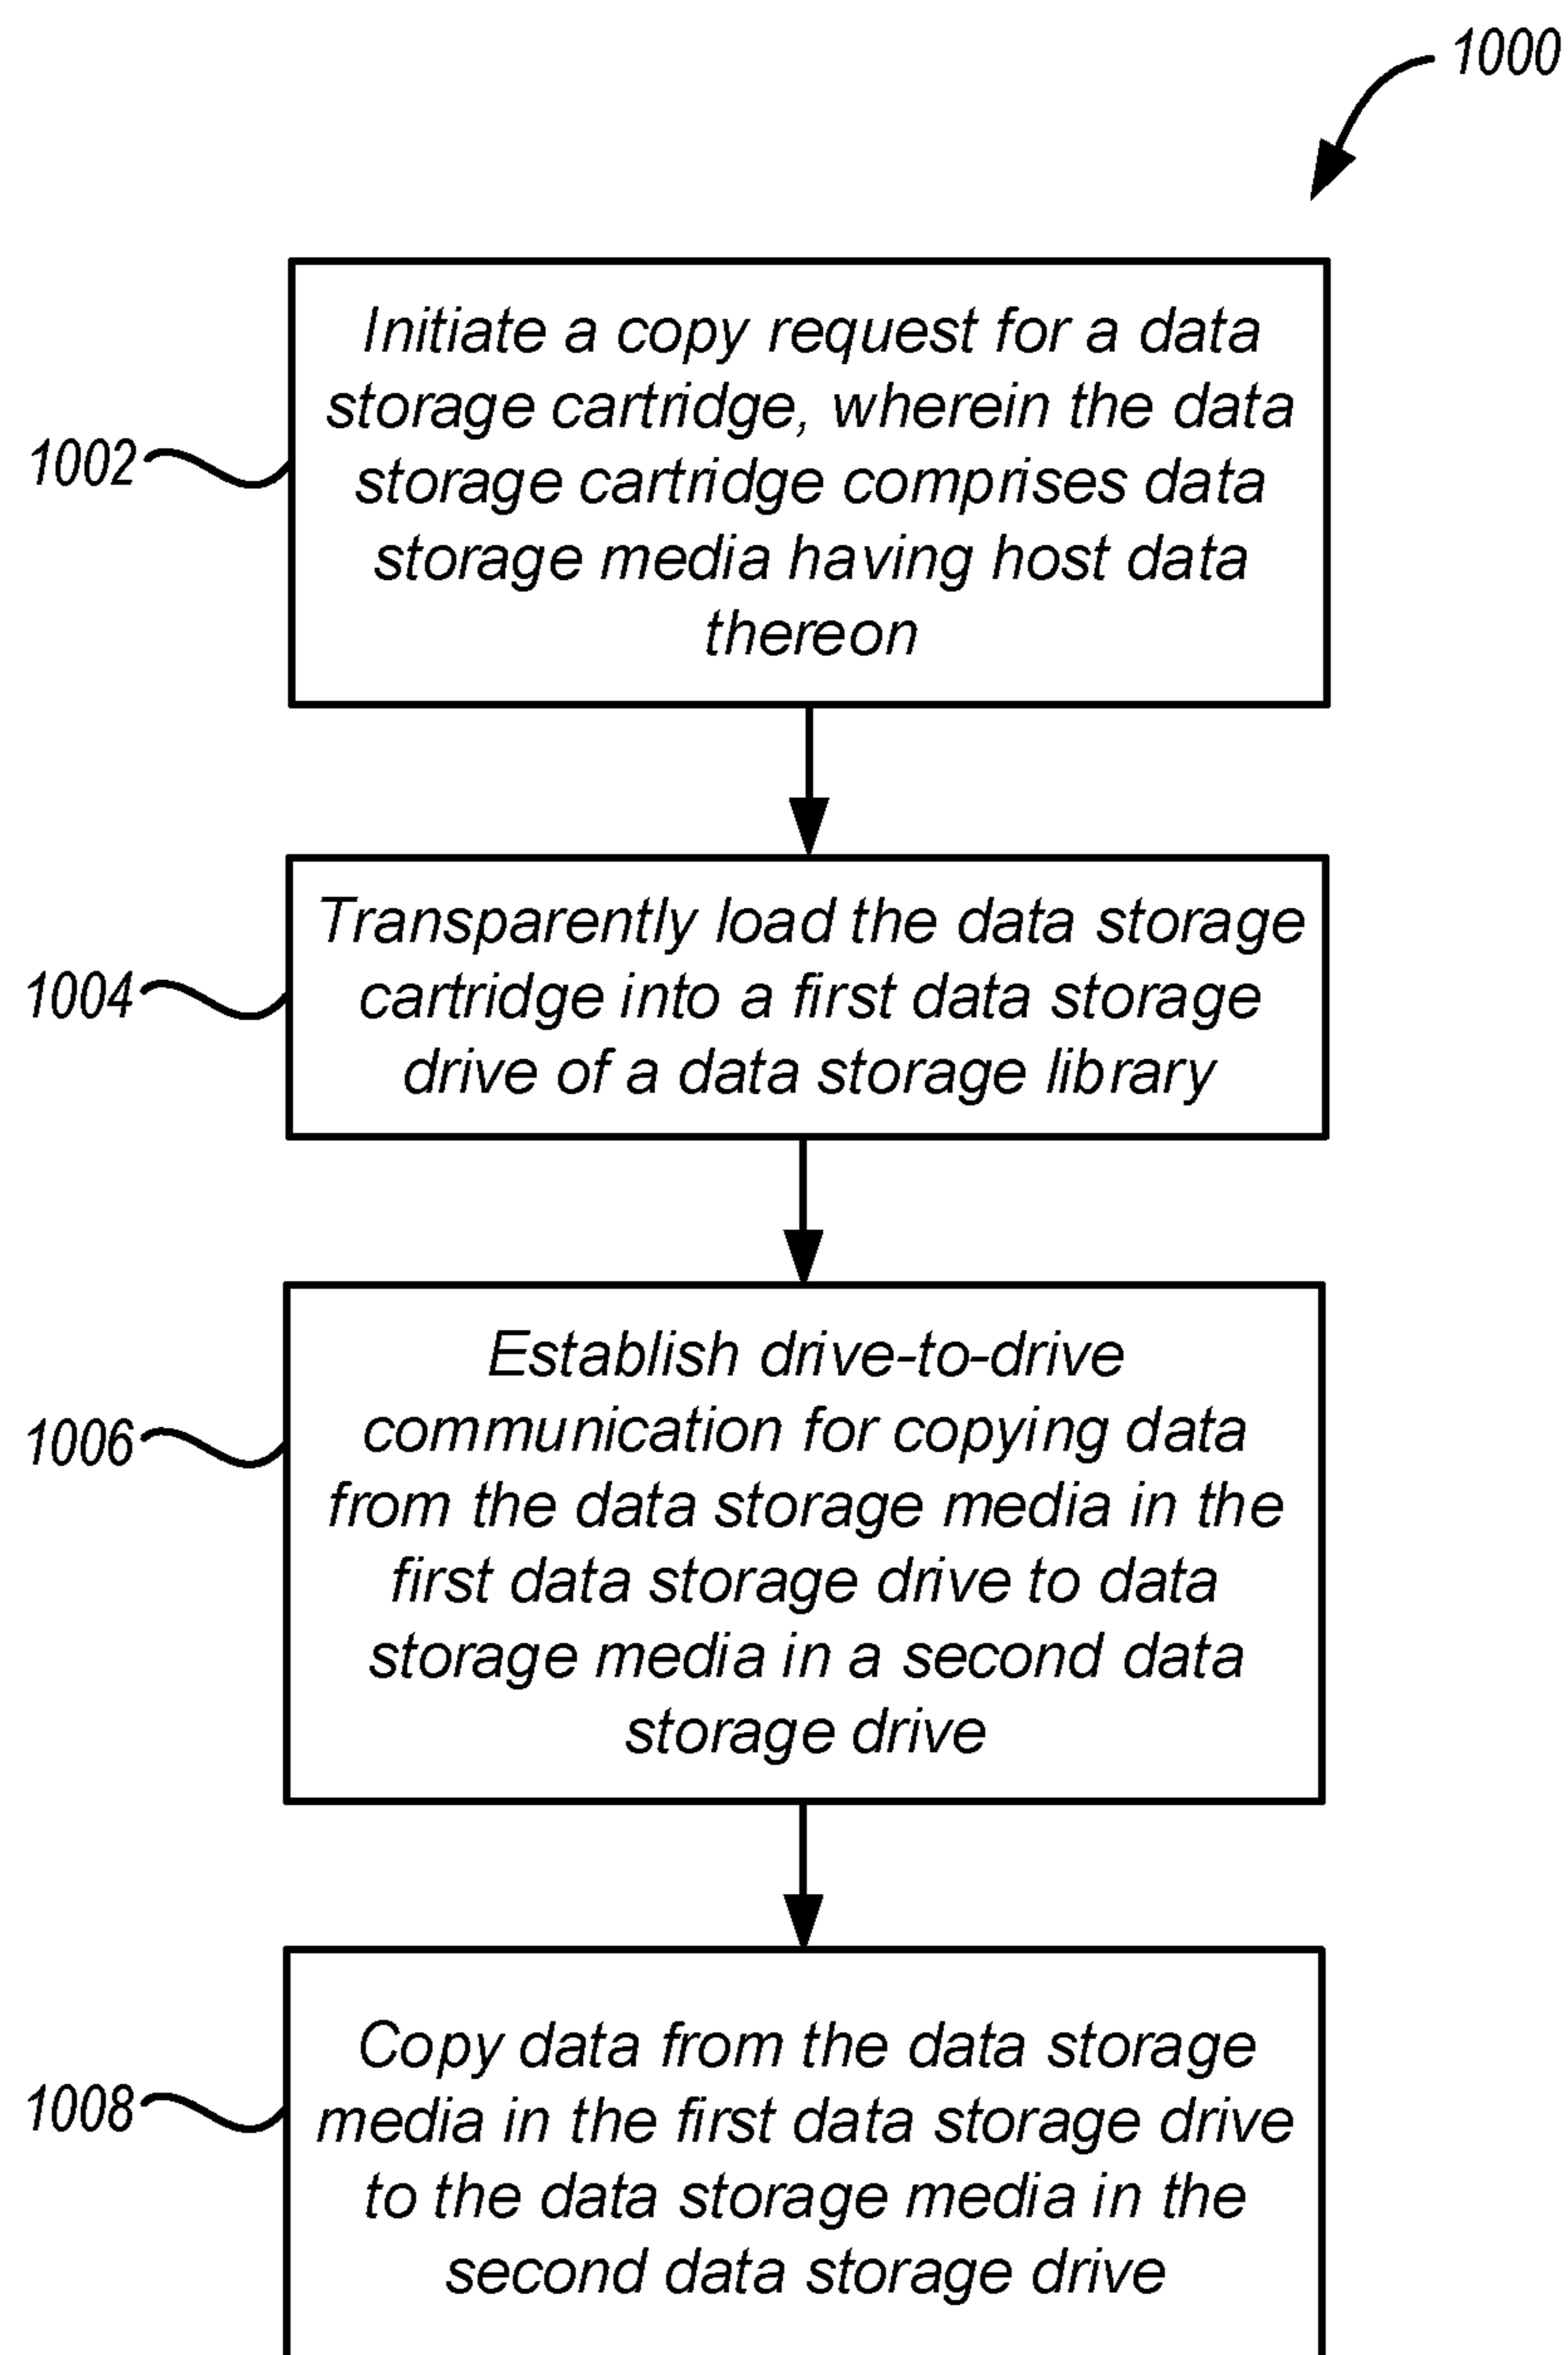 1000
Initiate a copy request for a data
storage cartridge, wherein the data
storage cartridge comprises data
storage media having host data
thereon
1002
Transparently load the data storage
cartridge into a first data storage
drive of a data storage library
1004
Establish drive-to-drive
communication for copying data
from the data storage media in the
first data storage drive to data
storage media in a second data
storage drive
1006
Copy data from the data storage
media in the first data storage drive
to the data storage media in the
second data storage drive
1008